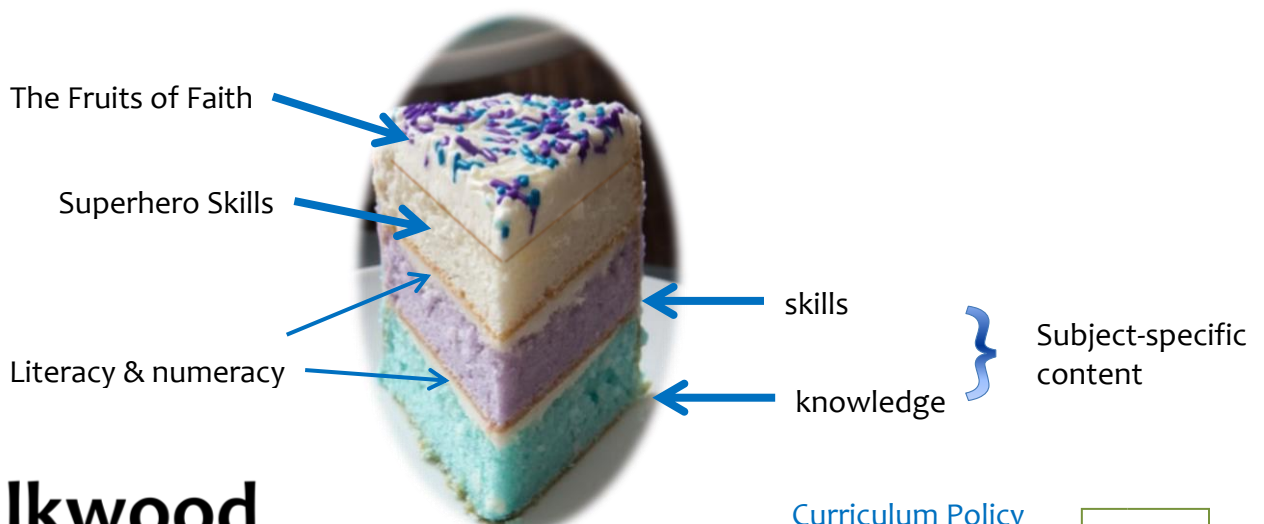 The Fruits of Faith
Superhero Skills
skills
Subject-specific
content
Literacy & numeracy
knowledge
lkwood
Curriculum Policy